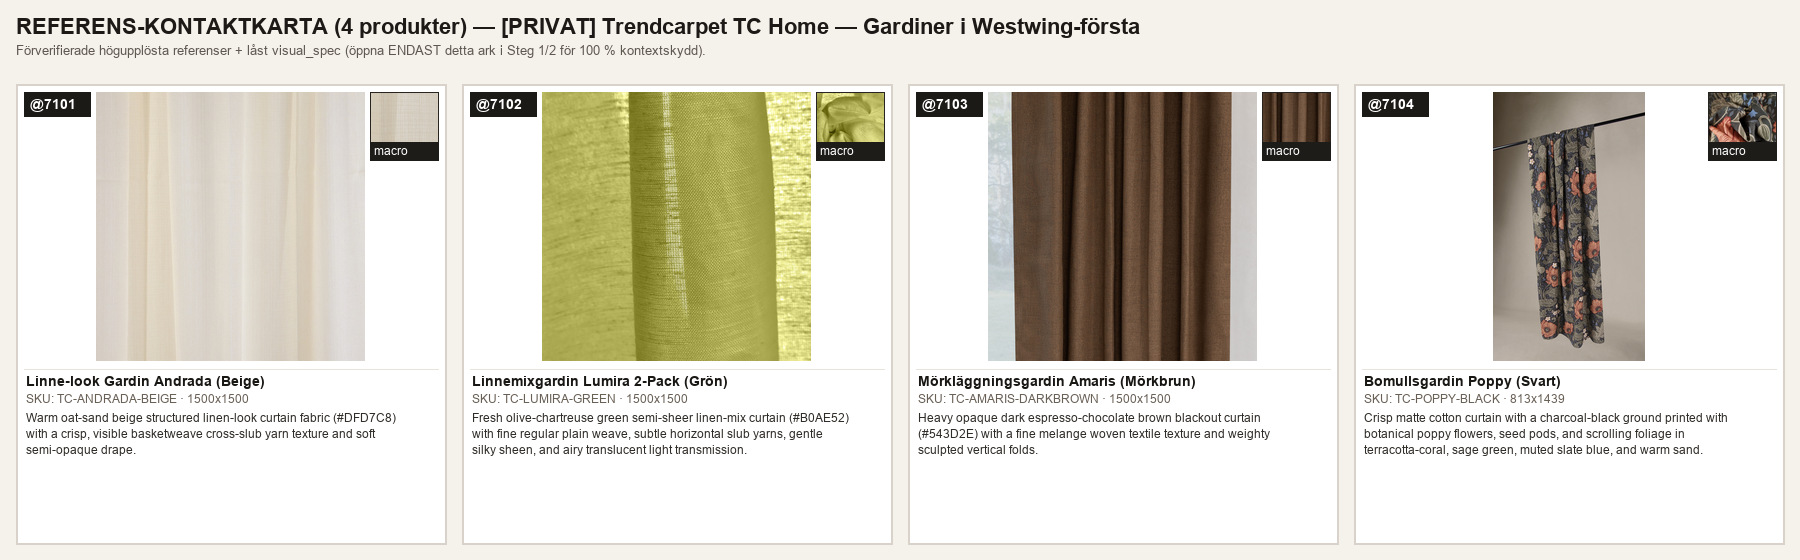 REFERENS-KONTAKTKARTA (4 produkter) — [PRIVAT] Trendcarpet TC Home — Gardiner i Westwing-första
Förverifierade högupplösta referenser + låst visual_spec (öppna ENDAST detta ark i Steg 1/2 för 100 % kontextskydd).
@7101
macro
Linne-look Gardin Andrada (Beige)
SKU: TC-ANDRADA-BEIGE · 1500x1500
Warm oat-sand beige structured linen-look curtain fabric (#DFD7C8)
with a crisp, visible basketweave cross-slub yarn texture and soft
semi-opaque drape.
@7102
macro
Linnemixgardin Lumira 2-Pack (Grön)
SKU: TC-LUMIRA-GREEN · 1500x1500
Fresh olive-chartreuse green semi-sheer linen-mix curtain (#B0AE52)
with fine regular plain weave, subtle horizontal slub yarns, gentle
silky sheen, and airy translucent light transmission.
@7103
macro
Mörkläggningsgardin Amaris (Mörkbrun)
SKU: TC-AMARIS-DARKBROWN · 1500x1500
Heavy opaque dark espresso-chocolate brown blackout curtain
(#543D2E) with a fine melange woven textile texture and weighty
sculpted vertical folds.
@7104
macro
Bomullsgardin Poppy (Svart)
SKU: TC-POPPY-BLACK · 813x1439
Crisp matte cotton curtain with a charcoal-black ground printed with
botanical poppy flowers, seed pods, and scrolling foliage in
terracotta-coral, sage green, muted slate blue, and warm sand.